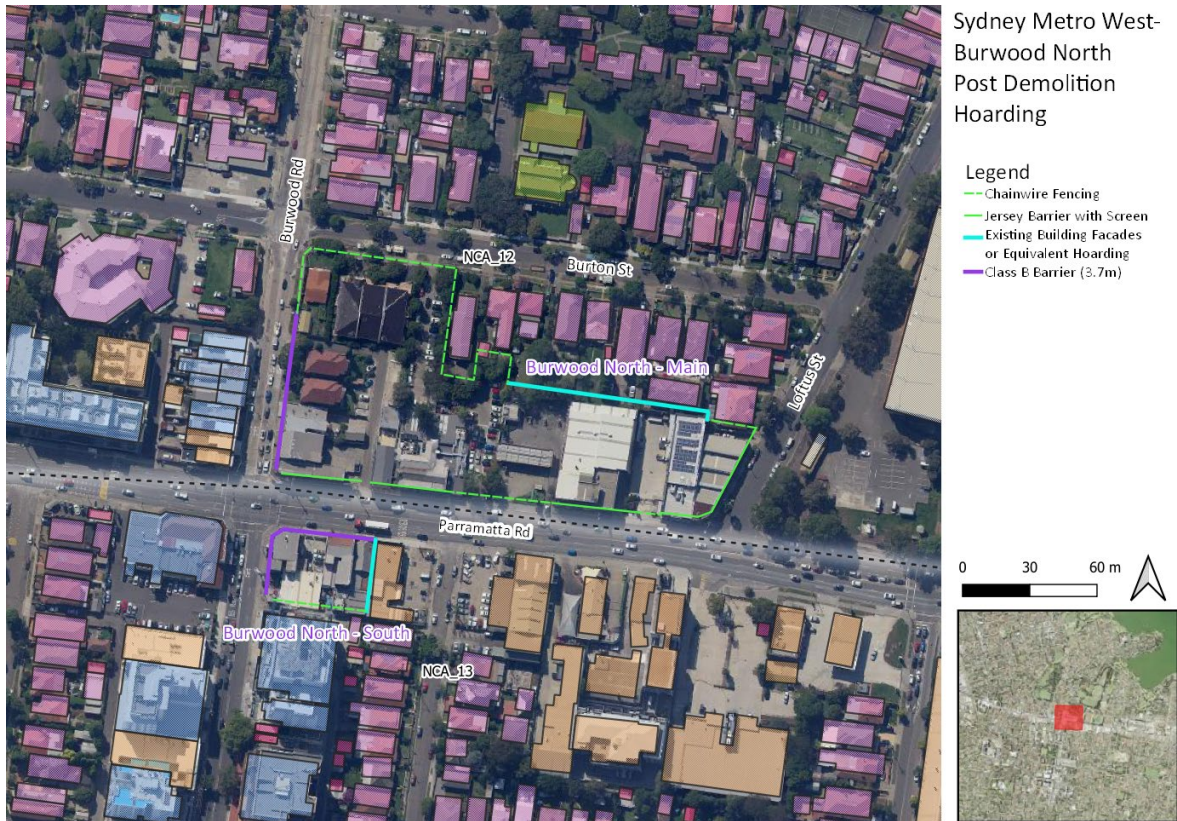 Sydney Metro West-
Burwood North
Post Demolition
Hoarding
Legend
Chainwire Fencing
Jersey Barrier with Screen
Existing Building Facades
or Equivalent Hoarding
Class B Barrier (3.7m)
Burwood Rd
NCA_12
Burton St
Burwood North - Main
Loftus St
Parramatta Rd
Burwood North - South
NCA_13
0 30 60 m